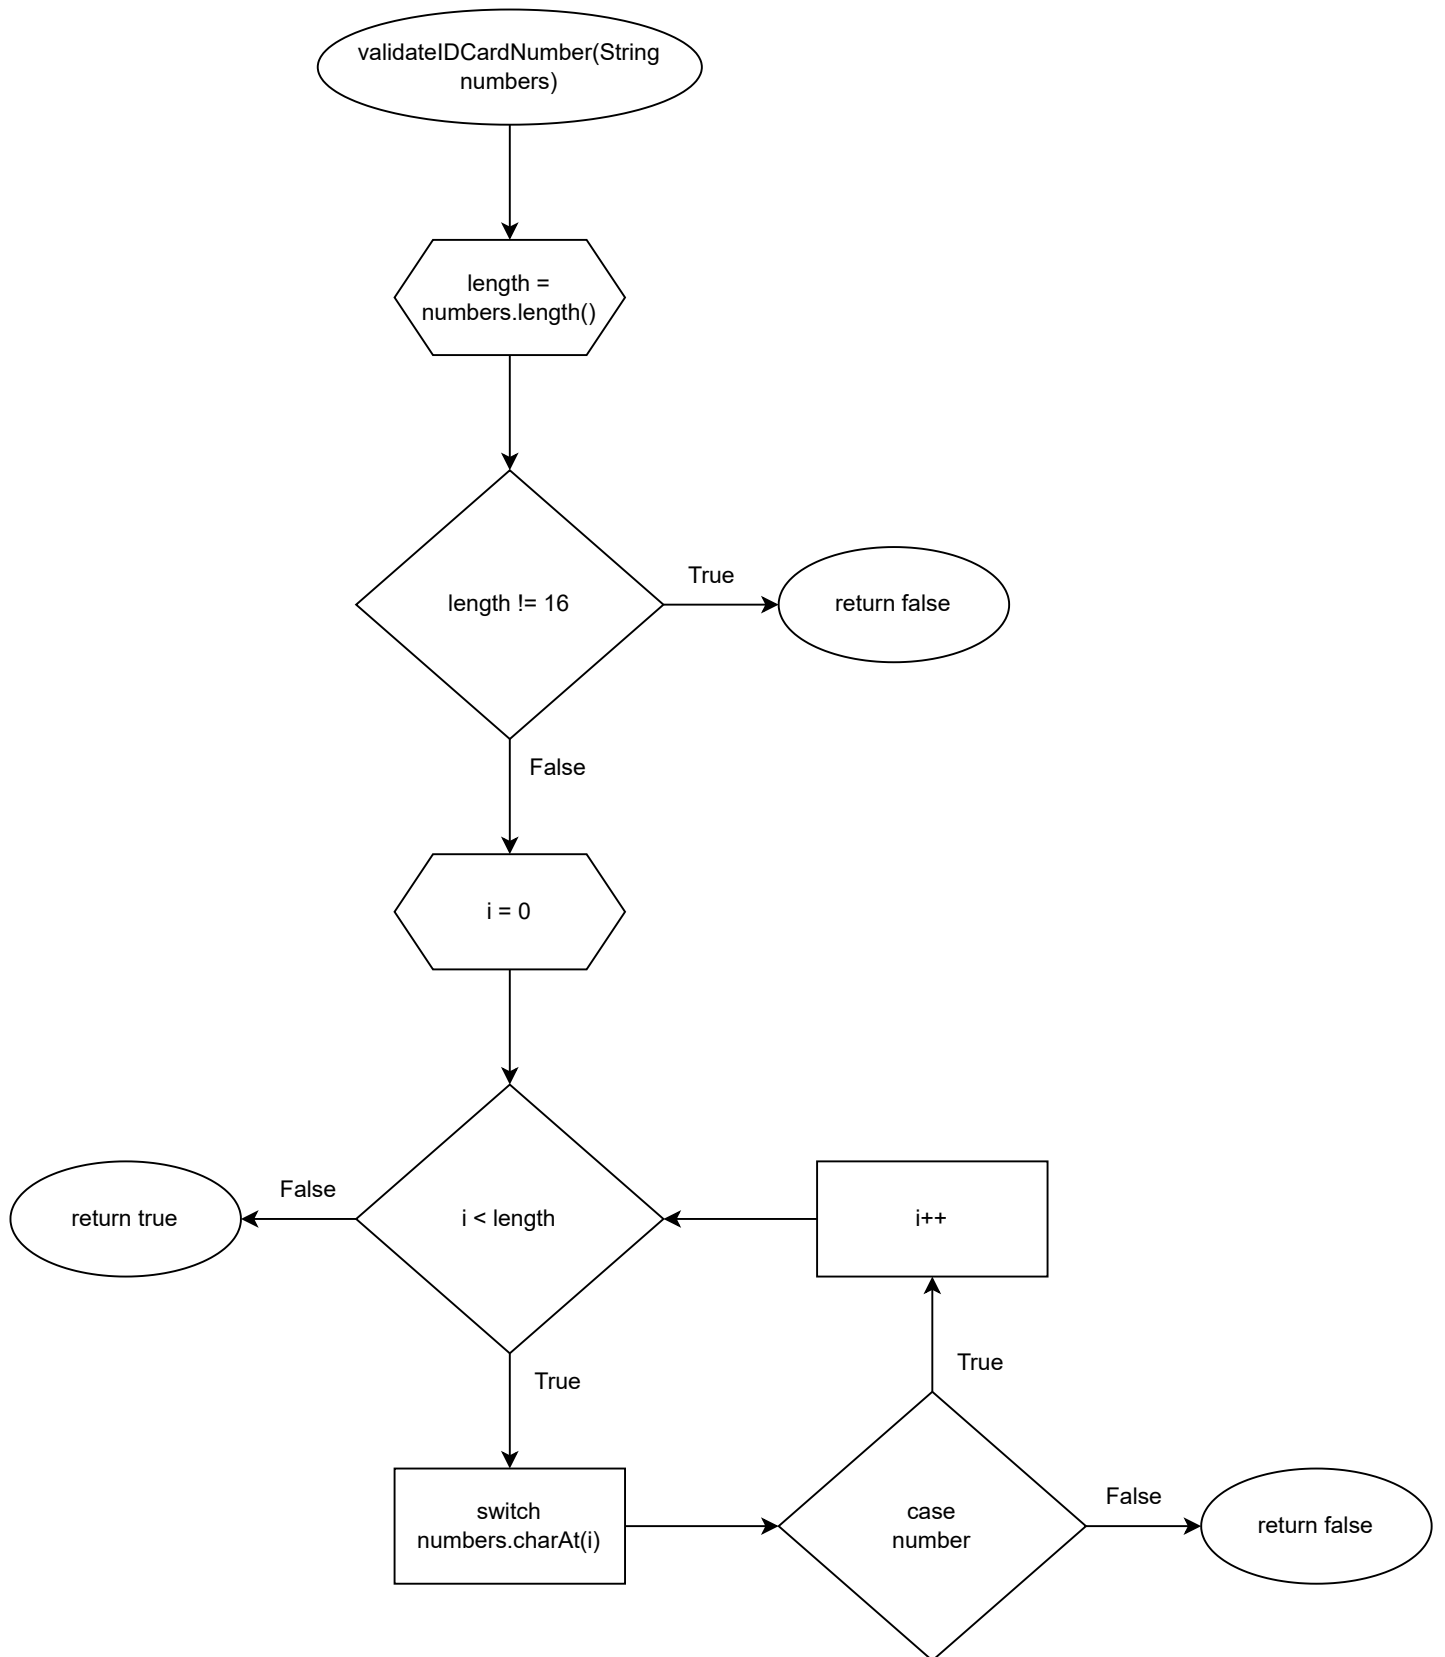 validateIDCardNumber(String
numbers)
length =
numbers.length()
length != 16
True
return false
False
i = 0
return true
False
i < length
i++
True
True
switch
numbers.charAt(i)
case
number
False
return false